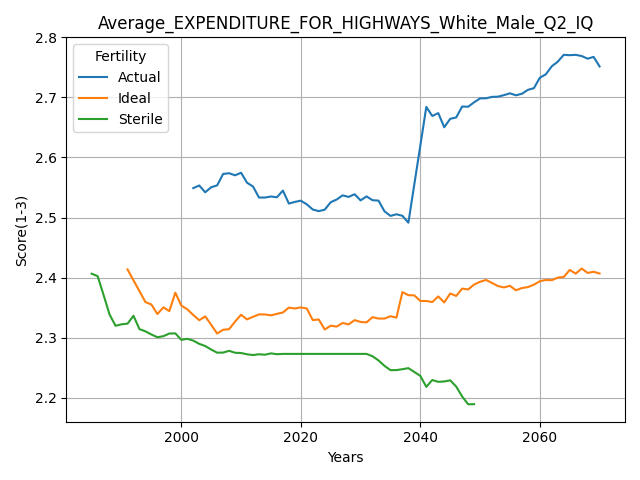 Average_EXPENDITURE_FOR_HIGHWAYS_White_Male_Q2_IQ
Fertility
Actual
Ideal
Sterile
Score(1-3)
2.8
2.7
2.6
2.5
2.4
2.3
2.2
2000
2020
2040
2060
Years